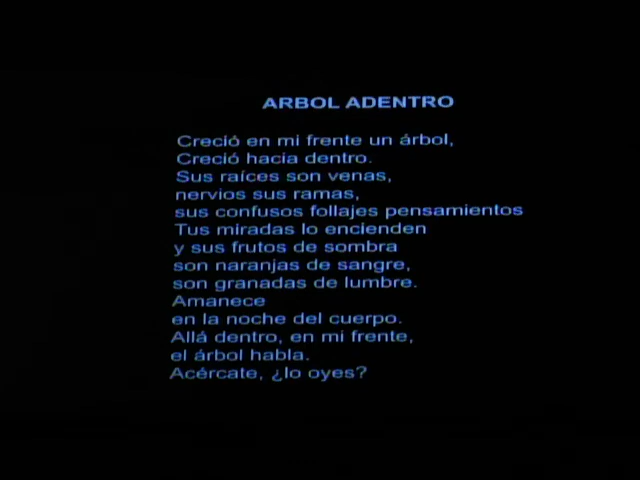 ARBOL ADENTRO
Creció en mi frente un árbol,
Creció hacia dentro.
Sus raíces son venas,
nervios sus ramas,
sus confusos follajes pensamientos
Tus miradas lo encienden
y sus frutos de sombra
son naranjas de sangre,
son granadas de lumbre.
Amanece
en la noche del cuerpo.
Allá dentro, en mi frente,
el árbol habla.
Acércate, ¿lo oyes?